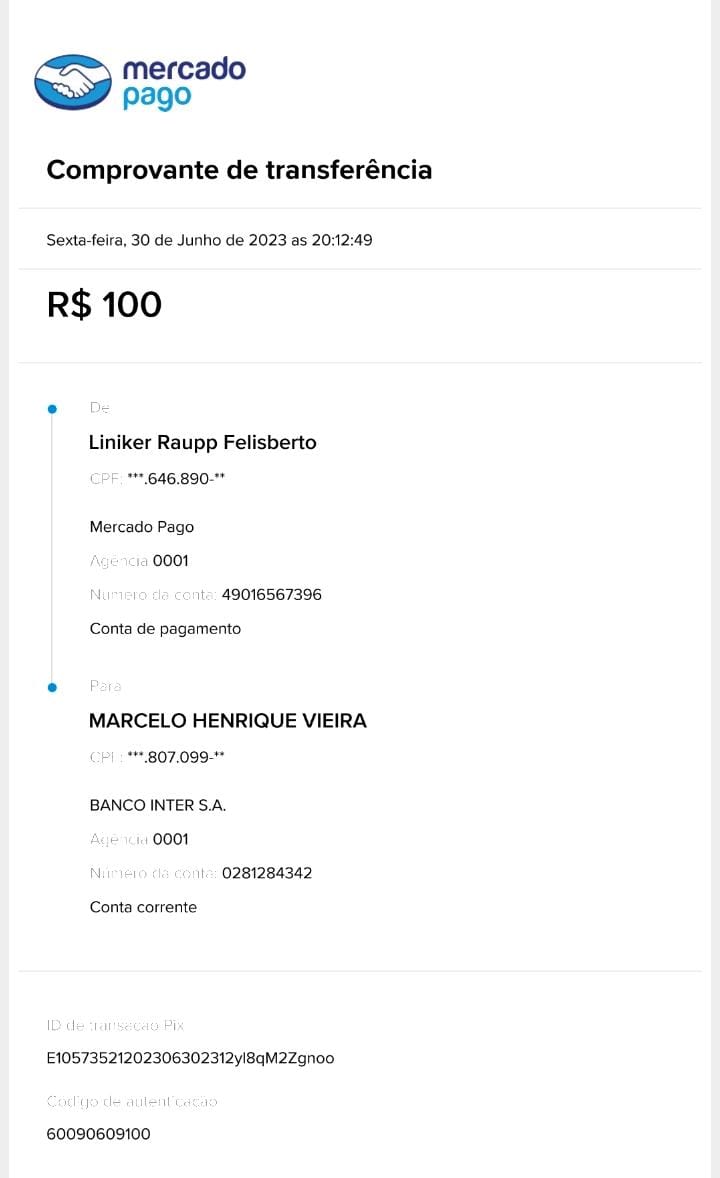 mercado
pago
Comprovante de transferência
Sexta-feira, 30 de Junho de 2023 as 20:12:49
R$ 100
De
Liniker Raupp Felisberto
CPF: ***.646.890-**
Mercado Pago
Agência 0001
Número da conta: 49016567396
Conta de pagamento
Para
MARCELO HENRIQUE VIEIRA
CPF: ***.807.099-**
BANCO INTER S.A.
Agência 0001
Número da conta: 0281284342
Conta corrente
ID de transacao Pix
E10573521202306302312yl8qM2Zgnoo
Codigo de autenticacao
60090609100